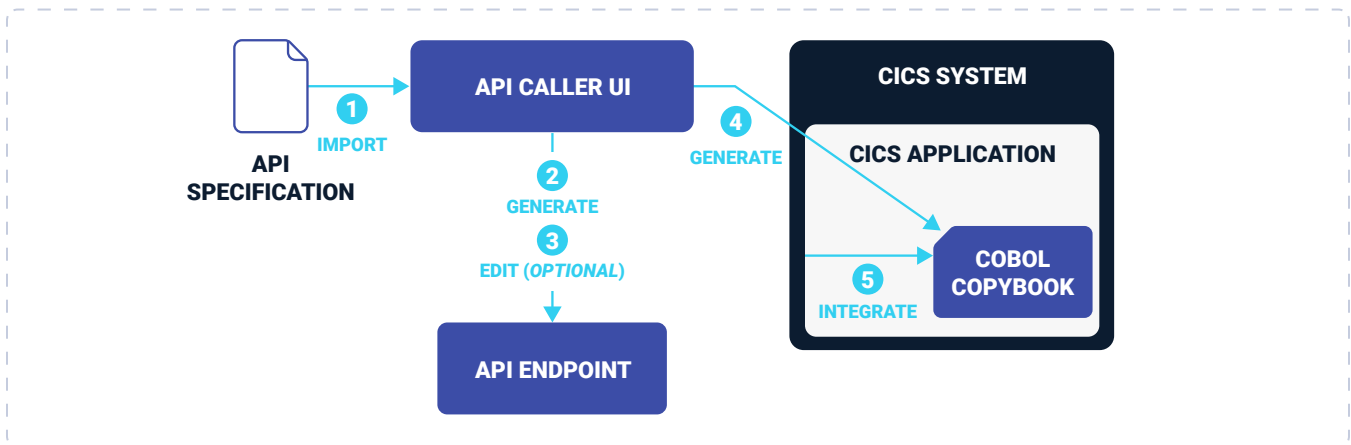 API
SPECIFICATION
1
IMPORT
API CALLER UI
2
GENERATE
3
EDIT (OPTIONAL)
API ENDPOINT
4
GENERATE
CICS SYSTEM
CICS APPLICATION
COBOL
COPYBOOK
5
INTEGRATE